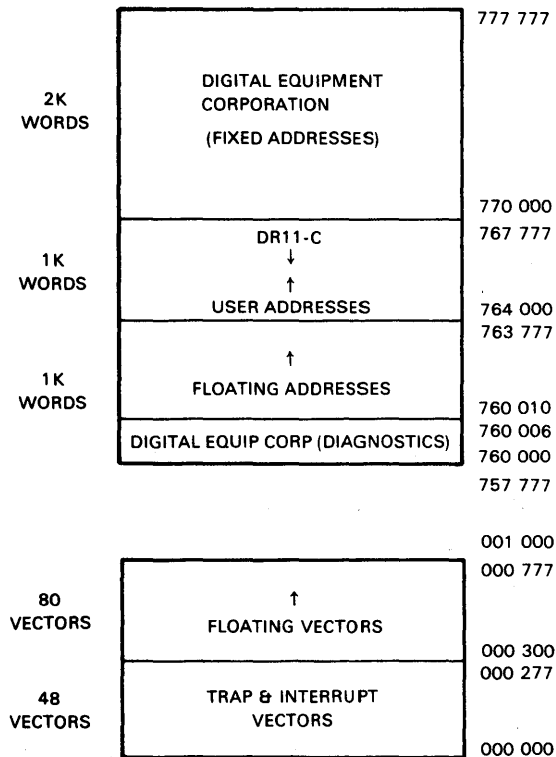 777 777
DIGITAL EQUIPMENT
CORPORATION
(FIXED ADDRESSES)
2K
WORDS
770 000
767 777
DR11-C
↓
↑
USER ADDRESSES
1K
WORDS
764 000
763 777
↑
FLOATING ADDRESSES
1K
WORDS
760 010
760 006
DIGITAL EQUIP CORP (DIAGNOSTICS)
760 000
757 777
001 000
000 777
↑
FLOATING VECTORS
80
VECTORS
000 300
000 277
TRAP & INTERRUPT
VECTORS
48
VECTORS
000 000